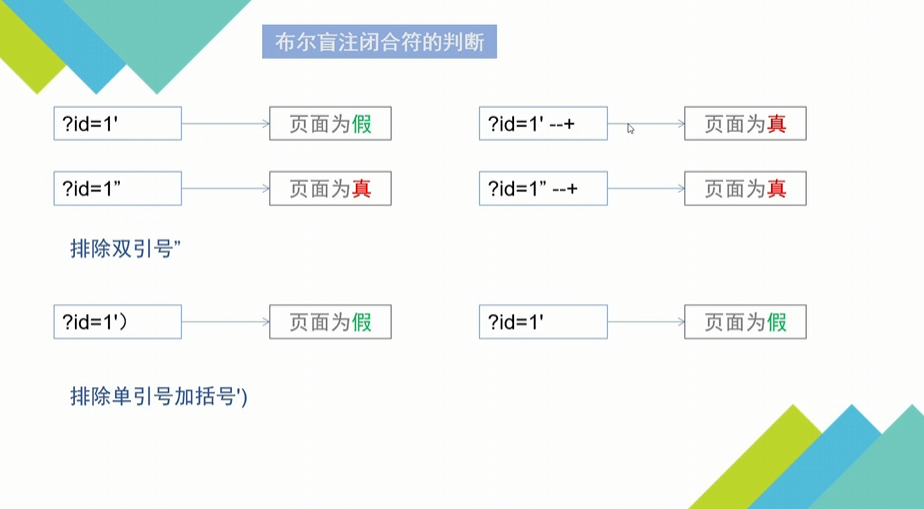 布尔盲注闭合符的判断
?id=1' 页面为假 ?id=1' --+ 页面为真
?id=1” 页面为真 ?id=1” --+ 页面为真
排除双引号”
?id=1'） 页面为假 ?id=1' 页面为假
排除单引号加括号')